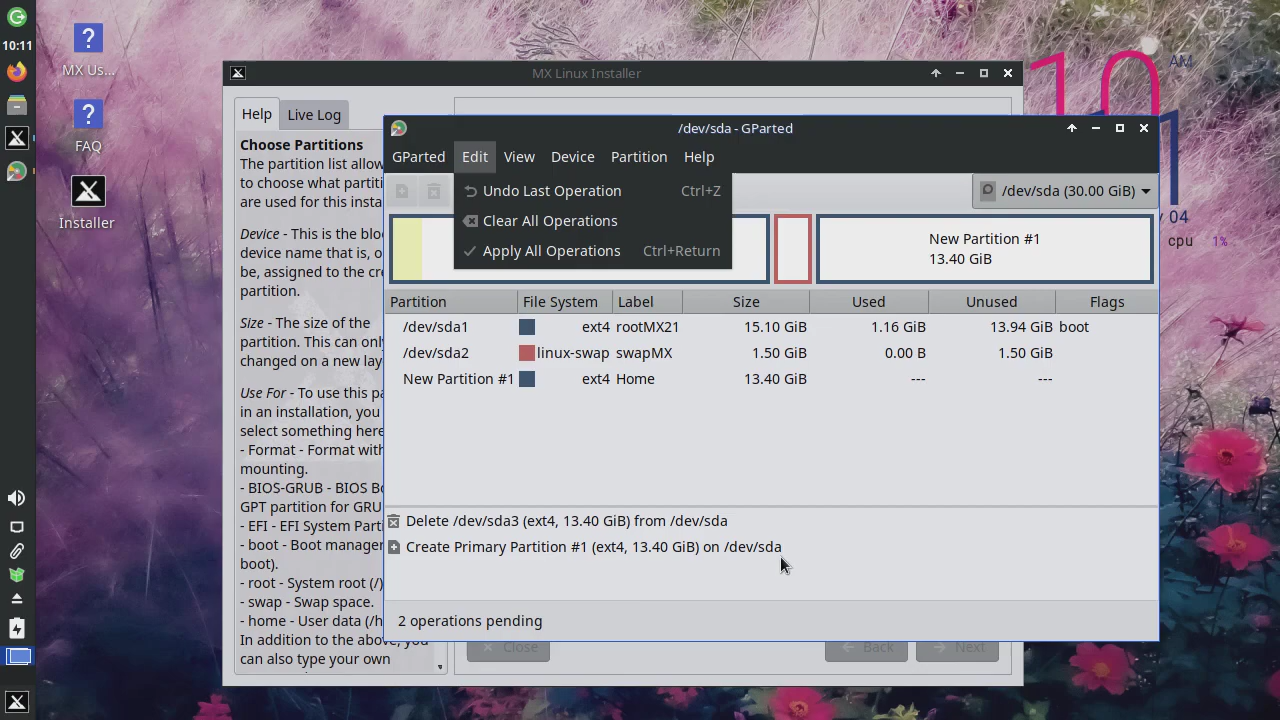 10:11
MX Us...
FAQ
Installer
MX Linux Installer
Help
Live Log
Choose Partitions
The partition list allow
to choose what partiti
are used for this insta
Device - This is the bloc
device name that is, o
be, assigned to the cre
partition.
Size - The size of the
partition. This can only
changed on a new lay
Use For - To use this pa
in an installation, you
select something here
- Format - Format with
mounting.
- BIOS-GRUB - BIOS Bo
GPT partition for GRU
- EFI - EFI System Parti
- boot - Boot manager
boot).
- root - System root (/)
- swap - Swap space.
- home - User data (/h
In addition to the above, you
can also type your own
Close
Back
Next
/dev/sda - GParted
GParted Edit View Device Partition Help
Undo Last Operation Ctrl+Z
Clear All Operations
Apply All Operations Ctrl+Return
/dev/sda (30.00 GiB)
New Partition #1
13.40 GiB
Partition File System Label Size Used Unused Flags
/dev/sda1 ext4 rootMX21 15.10 GiB 1.16 GiB 13.94 GiB boot
/dev/sda2 linux-swap swapMX 1.50 GiB 0.00 B 1.50 GiB
New Partition #1 ext4 Home 13.40 GiB --- ---
Delete /dev/sda3 (ext4, 13.40 GiB) from /dev/sda
Create Primary Partition #1 (ext4, 13.40 GiB) on /dev/sda
2 operations pending
10
AM
04
cpu 1%